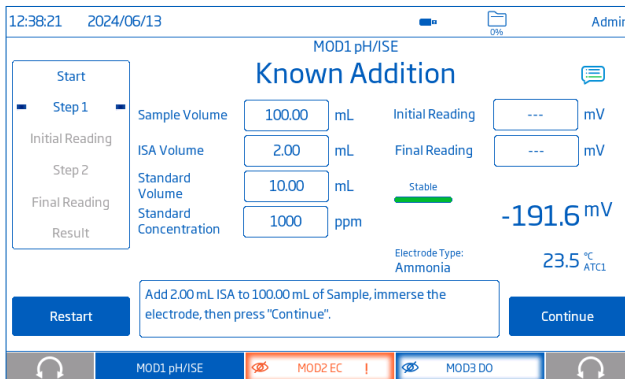 12:38:21 2024/06/13 0% Admin
MOD1 pH/ISE
Known Addition
Start
Step 1
Initial Reading
Step 2
Final Reading
Result
Sample Volume 100.00 mL
ISA Volume 2.00 mL
Standard Volume 10.00 mL
Standard Concentration 1000 ppm
Initial Reading --- mV
Final Reading --- mV
Stable
-191.6 mV
Electrode Type:
Ammonia
23.5 °C
ATC1
Restart
Add 2.00 mL ISA to 100.00 mL of Sample, immerse the
electrode, then press "Continue".
Continue
MOD1 pH/ISE MOD2 EC ! MOD3 DO